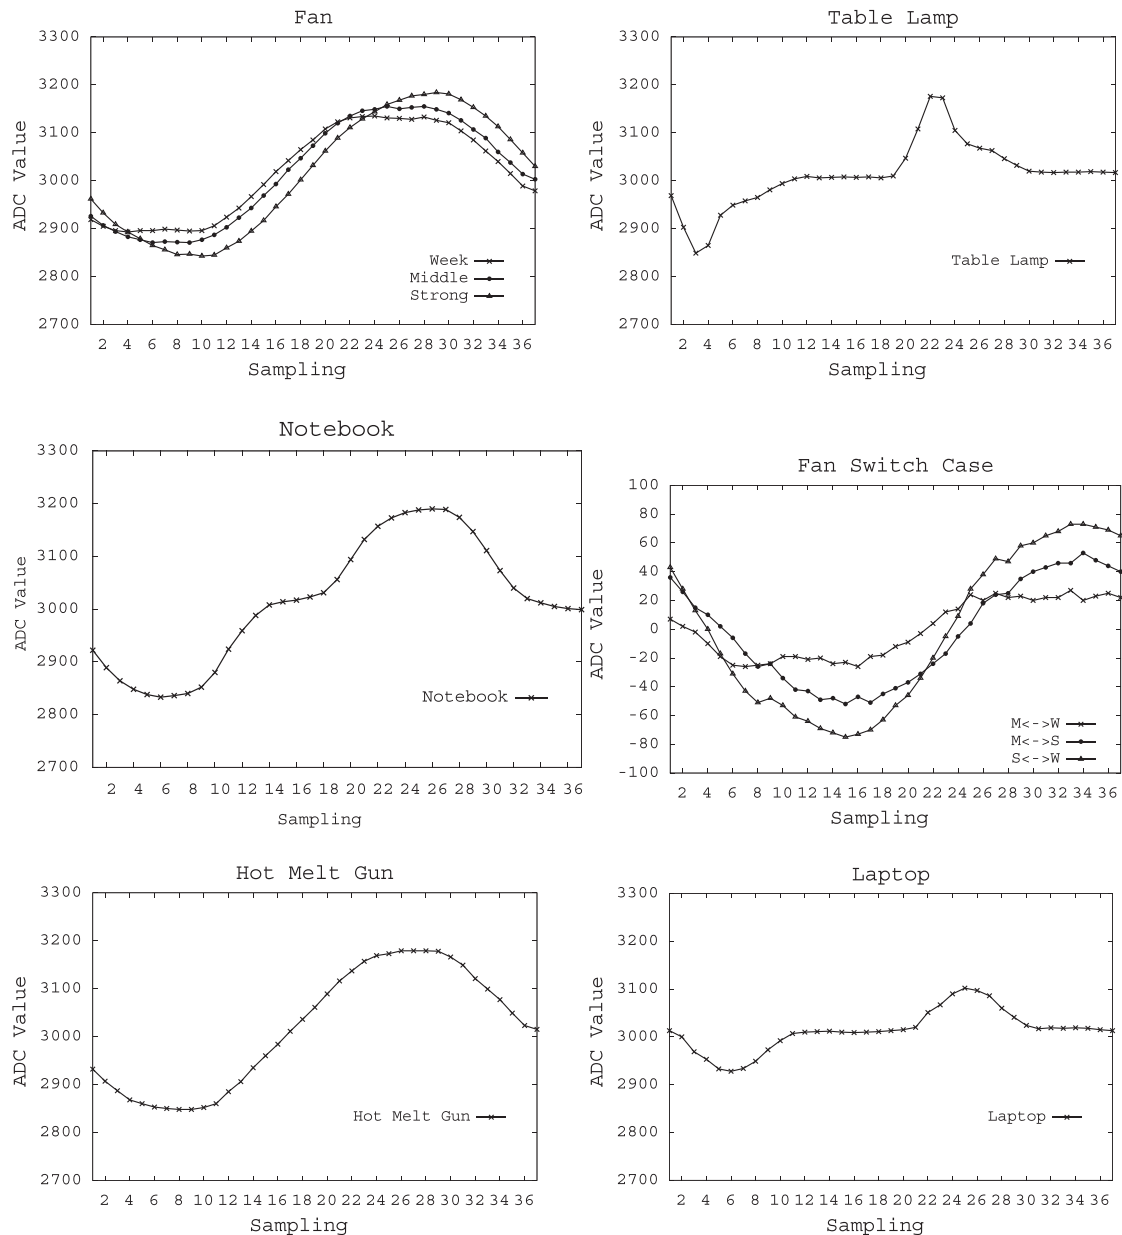 Fan
3300
3200
3100
3000
2900
2800
2700
ADC Value
Week
Middle
Strong
2 4 6 8 10 12 14 16 18 20 22 24 26 28 30 32 34 36
Sampling
Table Lamp
3300
3200
3100
3000
2900
2800
2700
ADC Value
Table Lamp
2 4 6 8 10 12 14 16 18 20 22 24 26 28 30 32 34 36
Sampling
Notebook
3300
3200
3100
3000
2900
2800
2700
ADC Value
Notebook
2 4 6 8 10 12 14 16 18 20 22 24 26 28 30 32 34 36
Sampling
Fan Switch Case
100
80
60
40
20
0
-20
-40
-60
-80
-100
ADC Value
M<->W
M<->S
S<->W
2 4 6 8 10 12 14 16 18 20 22 24 26 28 30 32 34 36
Sampling
Hot Melt Gun
3300
3200
3100
3000
2900
2800
2700
ADC Value
Hot Melt Gun
2 4 6 8 10 12 14 16 18 20 22 24 26 28 30 32 34 36
Sampling
Laptop
3300
3200
3100
3000
2900
2800
2700
ADC Value
Laptop
2 4 6 8 10 12 14 16 18 20 22 24 26 28 30 32 34 36
Sampling